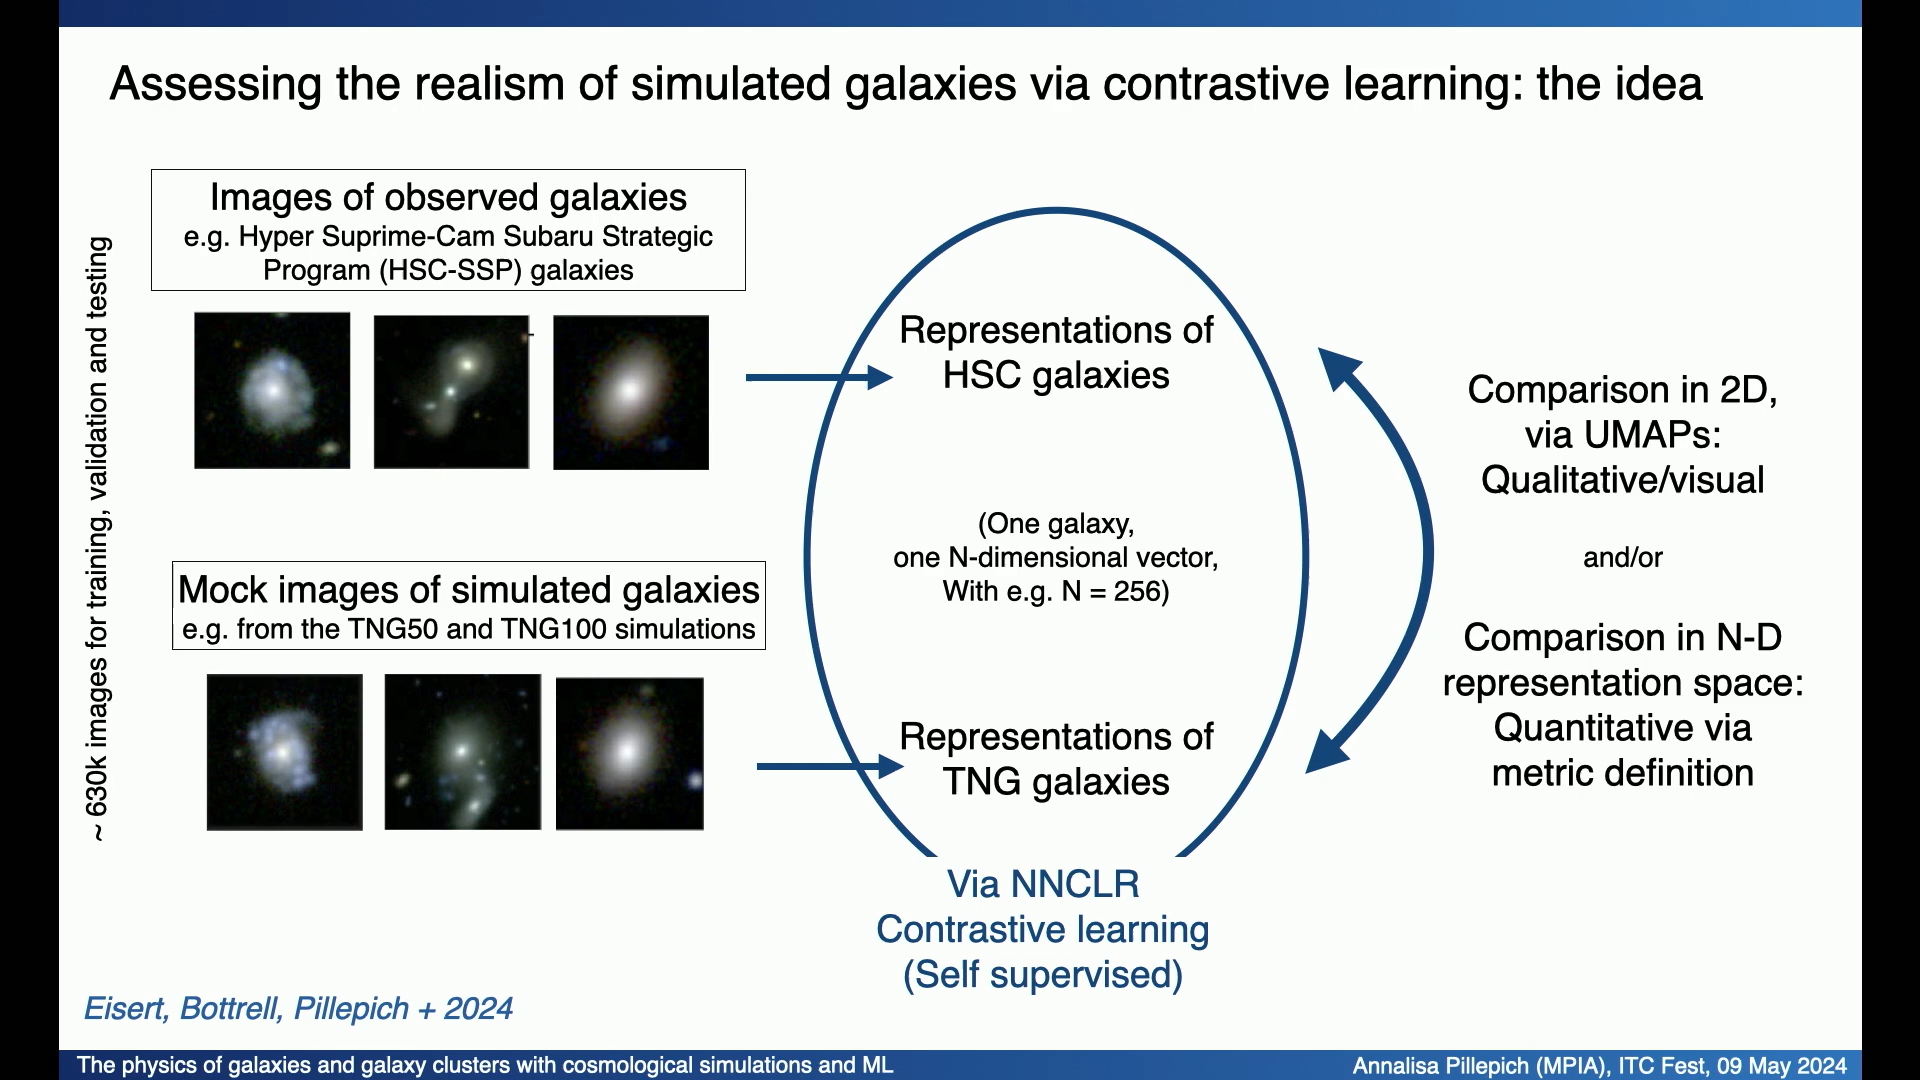 Assessing the realism of simulated galaxies via contrastive learning: the idea
~ 630k images for training, validation and testing
Images of observed galaxies
e.g. Hyper Suprime-Cam Subaru Strategic
Program (HSC-SSP) galaxies
Mock images of simulated galaxies
e.g. from the TNG50 and TNG100 simulations
Representations of
HSC galaxies
(One galaxy,
one N-dimensional vector,
With e.g. N = 256)
Representations of
TNG galaxies
Via NNCLR
Contrastive learning
(Self supervised)
Comparison in 2D,
via UMAPs:
Qualitative/visual
and/or
Comparison in N-D
representation space:
Quantitative via
metric definition
Eisert, Bottrell, Pillepich + 2024
The physics of galaxies and galaxy clusters with cosmological simulations and ML
Annalisa Pillepich (MPIA), ITC Fest, 09 May 2024